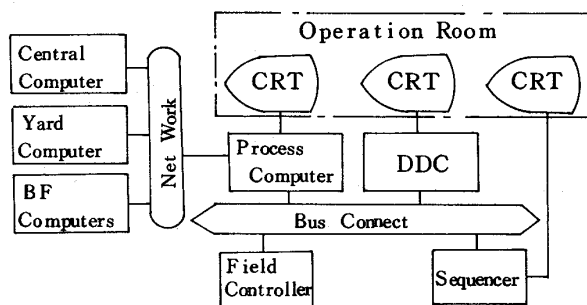 Operation Room
Central
Computer
CRT
CRT
CRT
Yard
Computer
Net Work
Process
Computer
DDC
BF
Computers
Bus Connect
Field
Controller
Sequencer